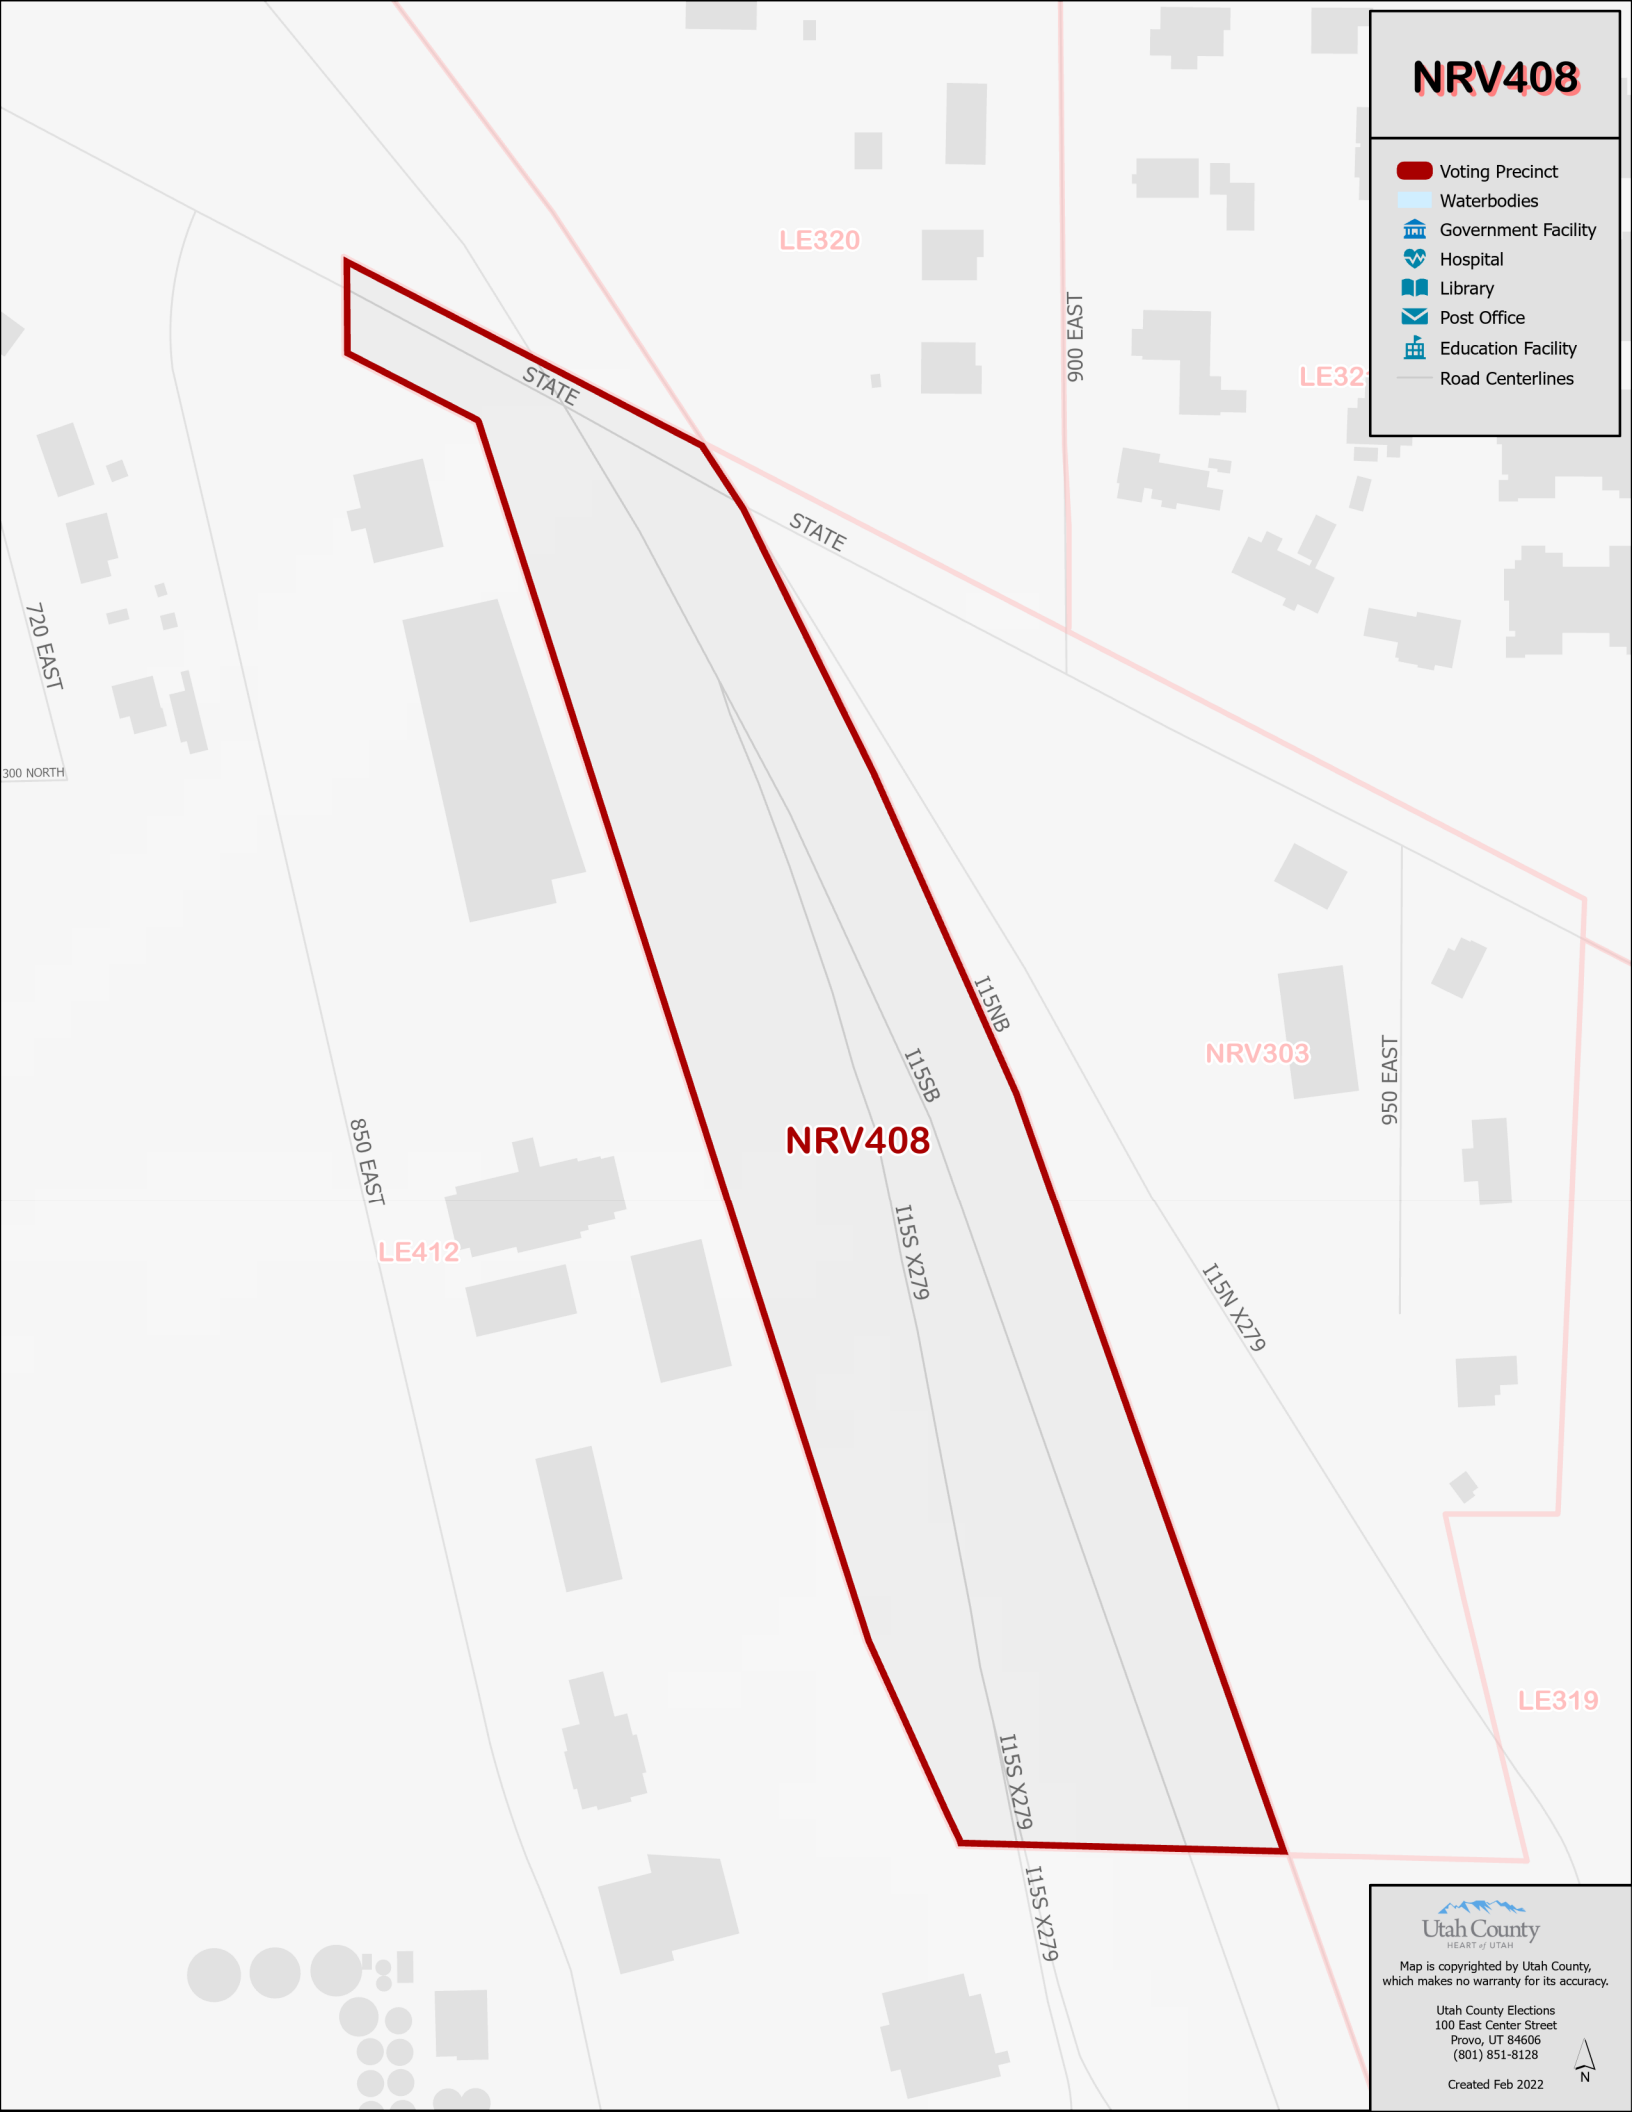 NRV408
Voting Precinct
Waterbodies
Government Facility
Hospital
Library
Post Office
Education Facility
Road Centerlines
LE320
900 EAST
STATE
STATE
720 EAST
300 NORTH
I15NB
NRV303
950 EAST
I15SB
NRV408
850 EAST
LE412
I15S X279
I15N X279
LE319
I15S X279
I15S X279
Utah County
HEART of UTAH
Map is copyrighted by Utah County,
which makes no warranty for its accuracy.
Utah County Elections
100 East Center Street
Provo, UT 84606
(801) 851-8128
N
Created Feb 2022